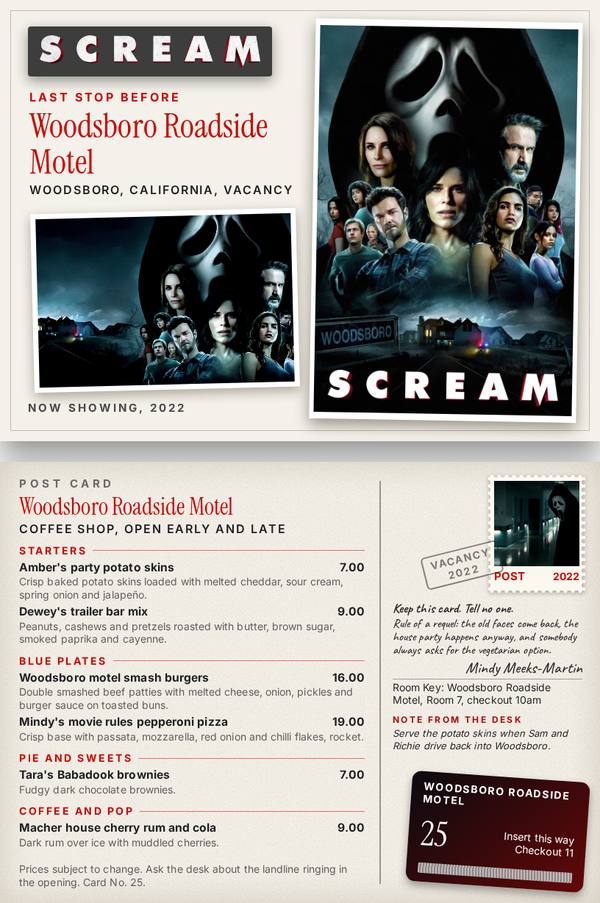 SCREAM
LAST STOP BEFORE
Woodsboro Roadside
Motel
WOODSBORO, CALIFORNIA, VACANCY
NOW SHOWING, 2022
WOODSBORO
SCREAM
POST CARD
Woodsboro Roadside Motel
COFFEE SHOP, OPEN EARLY AND LATE
STARTERS
Amber's party potato skins 7.00
Crisp baked potato skins loaded with melted cheddar, sour cream,
spring onion and jalapeño.
Dewey's trailer bar mix 9.00
Peanuts, cashews and pretzels roasted with butter, brown sugar,
smoked paprika and cayenne.
BLUE PLATES
Woodsboro motel smash burgers 16.00
Double smashed beef patties with melted cheese, onion, pickles and
burger sauce on toasted buns.
Mindy's movie rules pepperoni pizza 19.00
Crisp base with passata, mozzarella, red onion and chilli flakes, rocket.
PIE AND SWEETS
Tara's Babadook brownies 7.00
Fudgy dark chocolate brownies.
COFFEE AND POP
Macher house cherry rum and cola 9.00
Dark rum over ice with muddled cherries.
Prices subject to change. Ask the desk about the landline ringing in
the opening. Card No. 25.
VACANCY
2022
POST 2022
Keep this card. Tell no one.
Rule of a requel: the old faces come back, the
house party happens anyway, and somebody
always asks for the vegetarian option.
Mindy Meeks-Martin
Room Key: Woodsboro Roadside
Motel, Room 7, checkout 10am
NOTE FROM THE DESK
Serve the potato skins when Sam and
Richie drive back into Woodsboro.
WOODSBORO ROADSIDE
MOTEL
25
Insert this way
Checkout 11